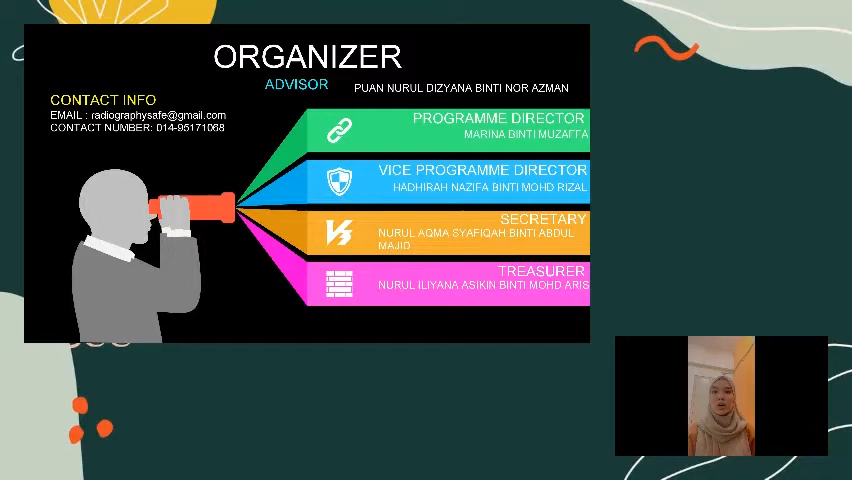 ORGANIZER
ADVISOR
PUAN NURUL DIZYANA BINTI NOR AZMAN
CONTACT INFO
EMAIL : radiographysafe@gmail.com
CONTACT NUMBER: 014-95171068
PROGRAMME DIRECTOR
MARINA BINTI MUZAFFA
VICE PROGRAMME DIRECTOR
HADHIRAH NAZIFA BINTI MOHD RIZAL
SECRETARY
NURUL AQMA SYAFIQAH BINTI ABDUL
MAJID
TREASURER
NURUL ILIYANA ASIKIN BINTI MOHD ARIS